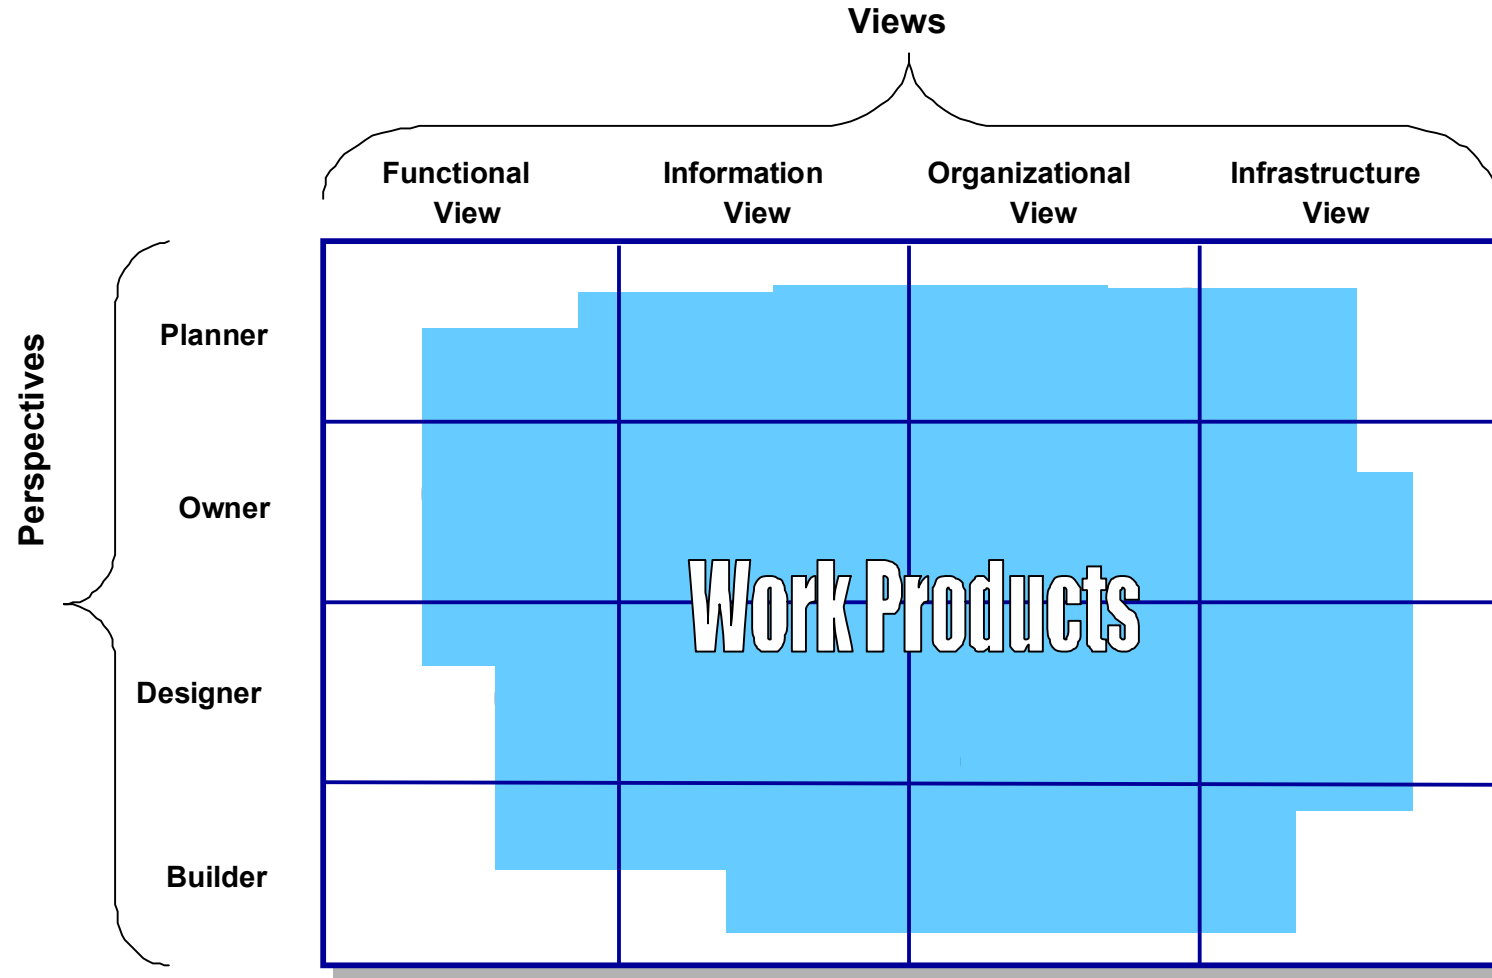 Views
Functional
View
Information
View
Organizational
View
Infrastructure
View
Perspectives
Planner
Owner
Work Products
Designer
Builder